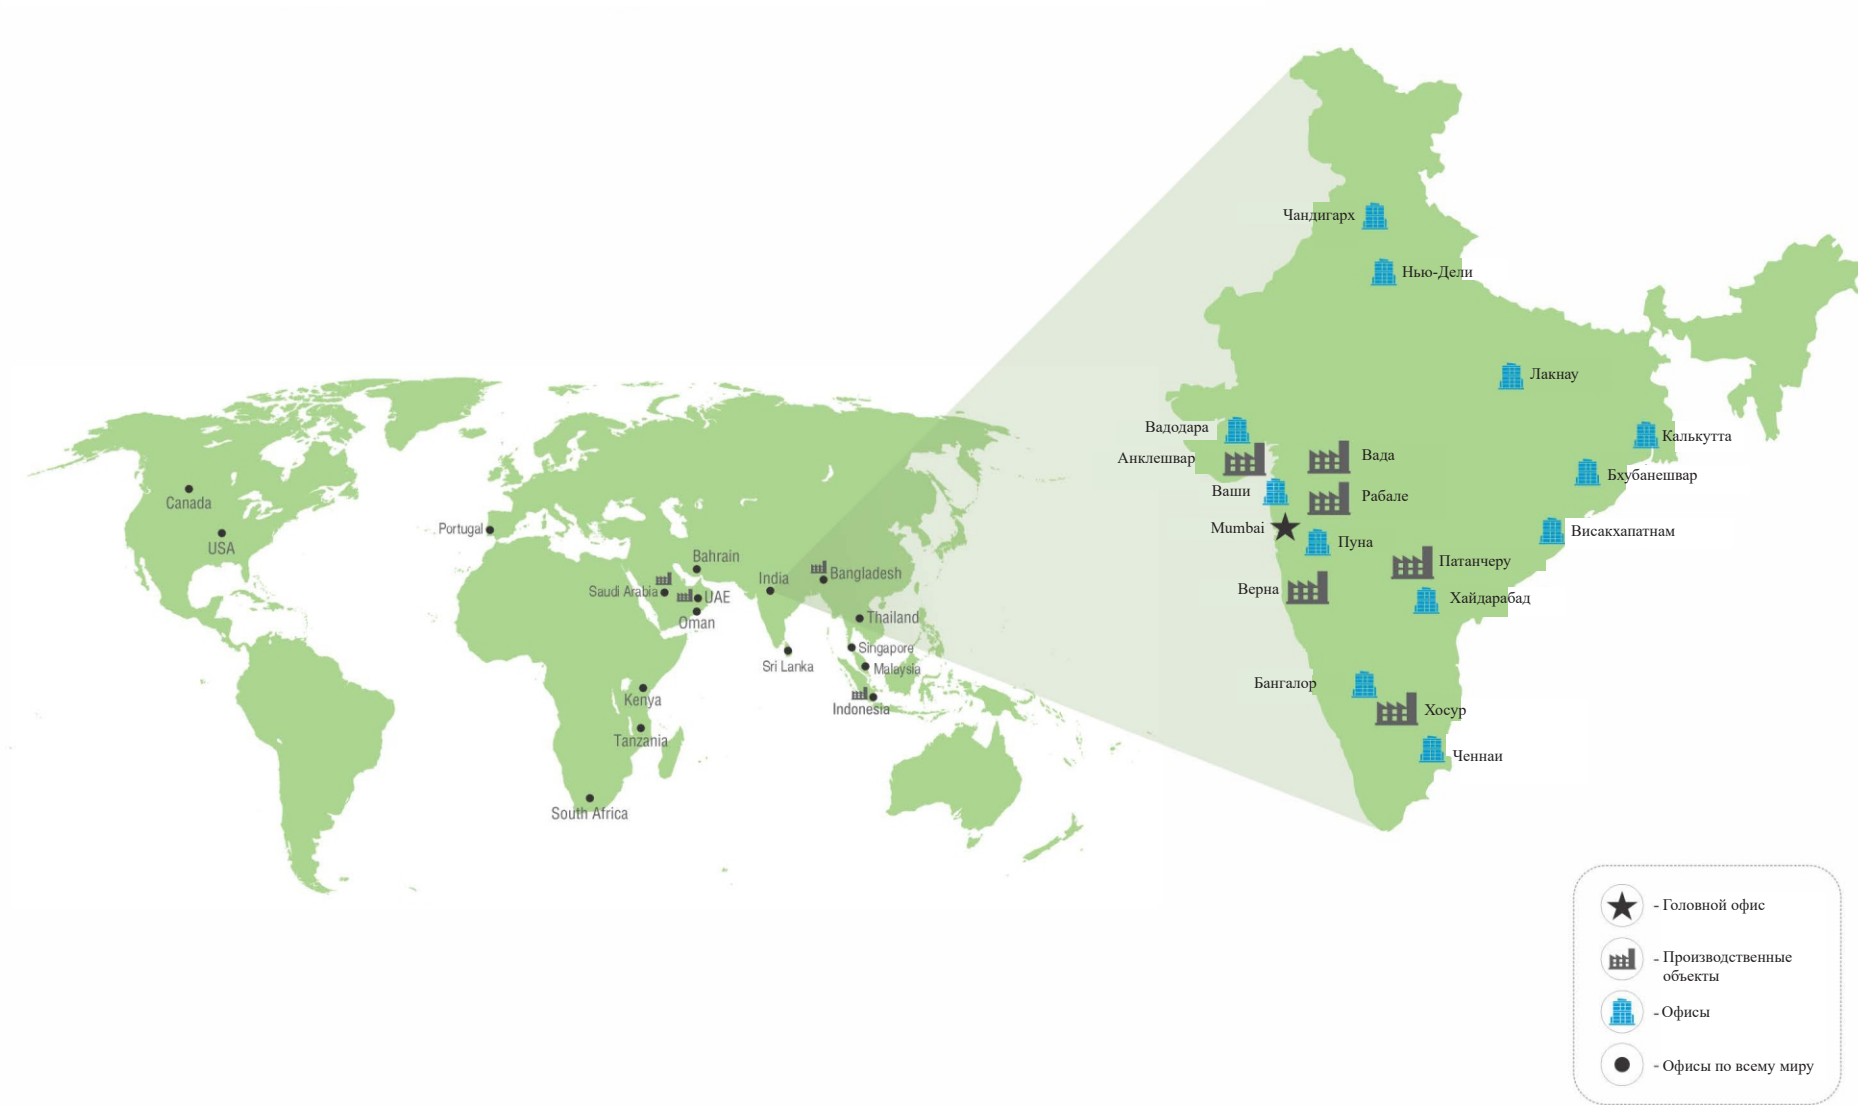 Canada
USA
Portugal
Bahrain
Saudi Arabia
UAE
Oman
India
Bangladesh
Thailand
Sri Lanka
Singapore
Malaysia
Indonesia
Kenya
Tanzania
South Africa
Чандигарх
Нью-Дели
Лакнау
Вадодара
Калькутта
Анклешвар
Вада
Бхубанешвар
Ваши
Рабале
Mumbai
Пуна
Висакхапатнам
Патанчеру
Верна
Хайдарабад
Бангалор
Хосур
Ченнаи
- Головной офис
- Производственные
объекты
- Офисы
- Офисы по всему миру